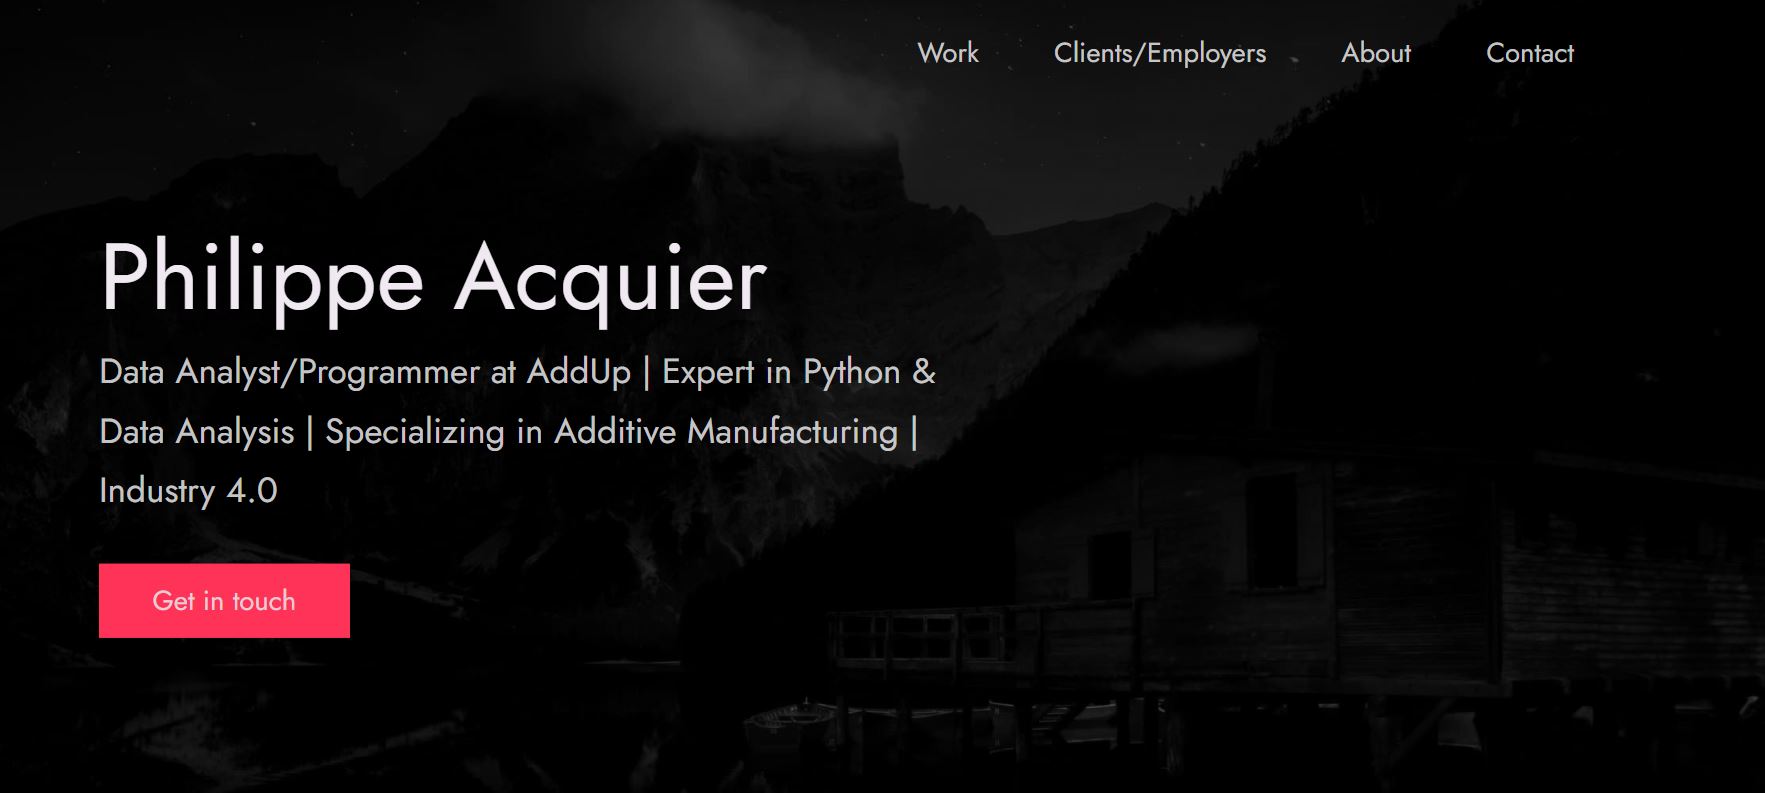 Work
Clients/Employers
About
Contact
Philippe Acquier
Data Analyst/Programmer at AddUp | Expert in Python &
Data Analysis | Specializing in Additive Manufacturing |
Industry 4.0
Get in touch